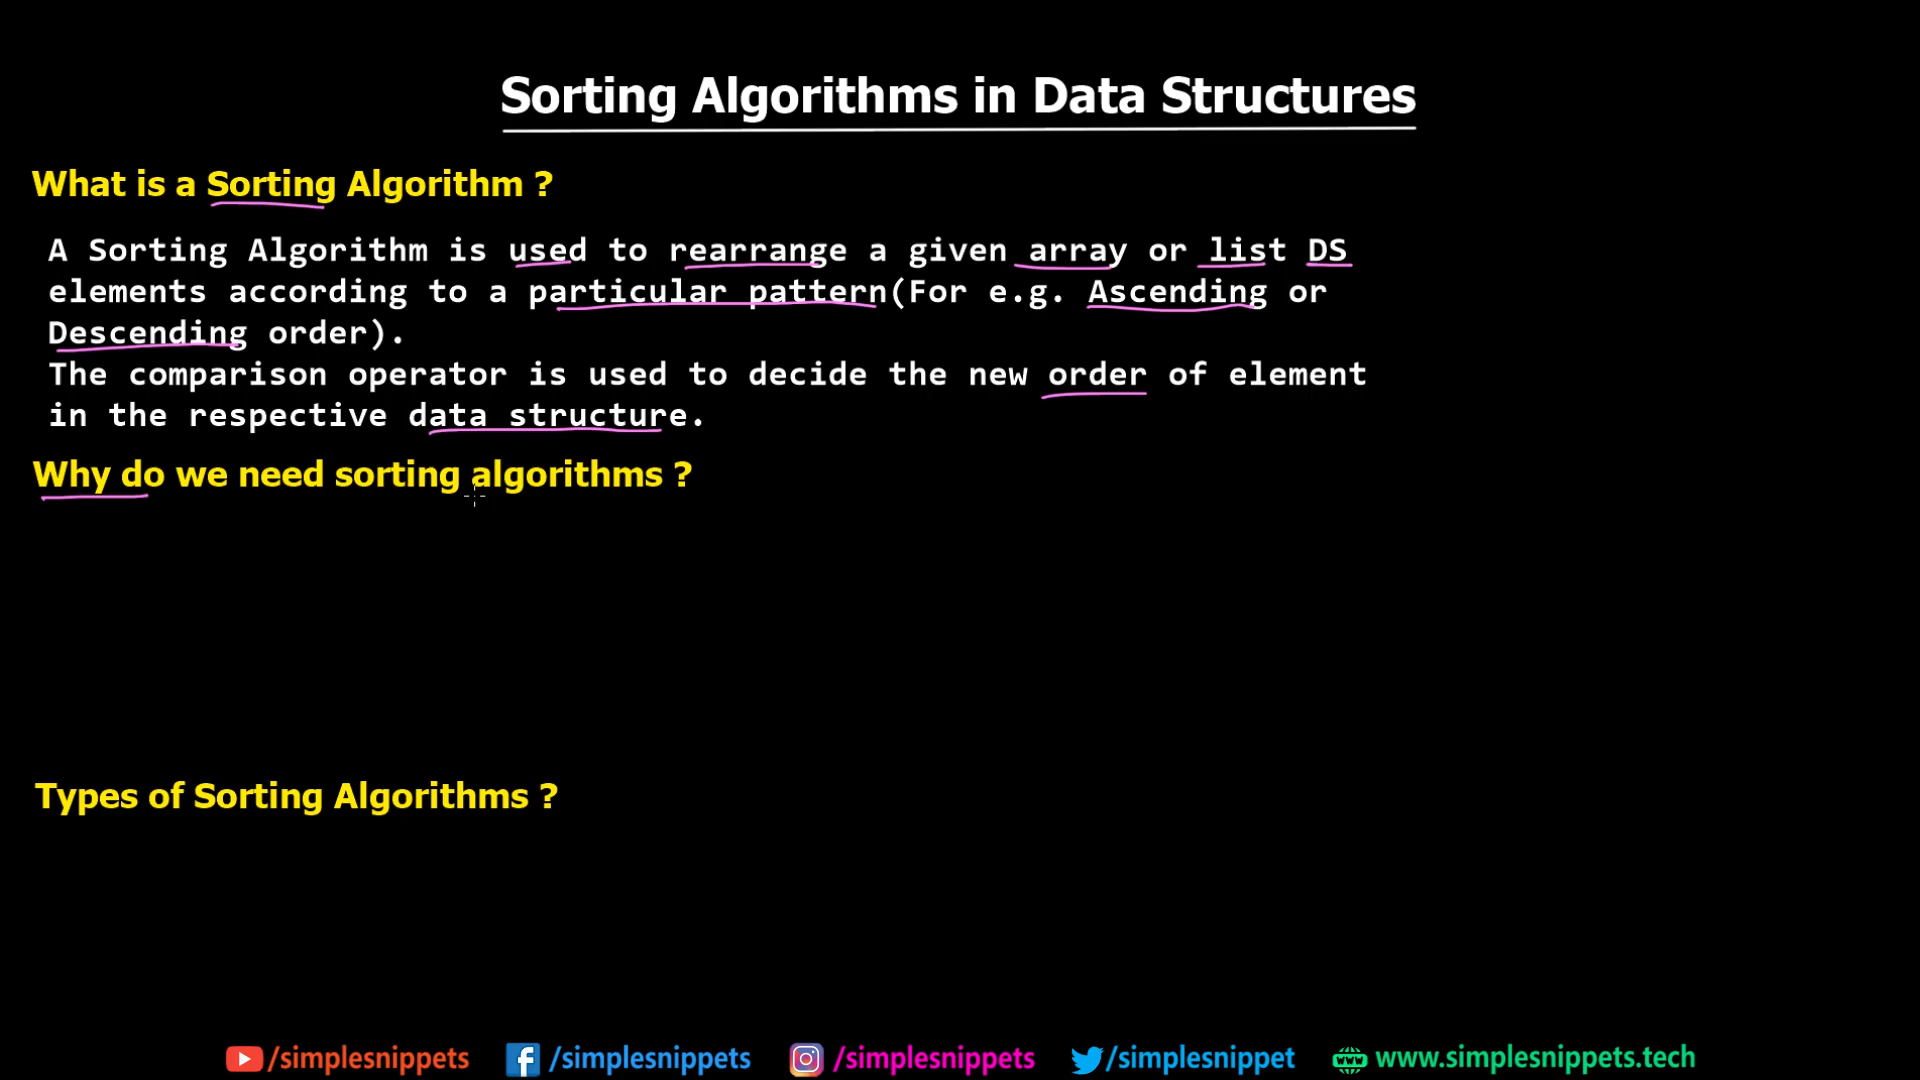 Sorting Algorithms in Data Structures
What is a Sorting Algorithm ?
A Sorting Algorithm is used to rearrange a given array or list DS
elements according to a particular pattern(For e.g. Ascending or
Descending order).
The comparison operator is used to decide the new order of element
in the respective data structure.
Why do we need sorting algorithms ?
Types of Sorting Algorithms ?
/simplesnippets /simplesnippets /simplesnippets /simplesnippet www.simplesnippets.tech